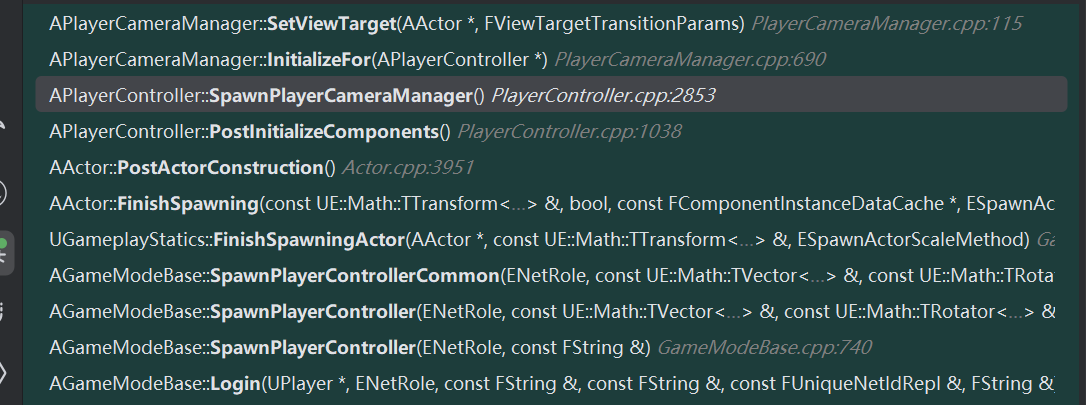 APlayerCameraManager::SetViewTarget(AActor *, FViewTargetTransitionParams) PlayerCameraManager.cpp:115
APlayerCameraManager::InitializeFor(APlayerController *) PlayerCameraManager.cpp:690
APlayerController::SpawnPlayerCameraManager() PlayerController.cpp:2853
APlayerController::PostInitializeComponents() PlayerController.cpp:1038
AActor::PostActorConstruction() Actor.cpp:3951
AActor::FinishSpawning(const UE::Math::TTransform<...> &, bool, const FComponentInstanceDataCache *, ESpawnAc
UGameplayStatics::FinishSpawningActor(AActor *, const UE::Math::TTransform<...> &, ESpawnActorScaleMethod) Ga
AGameModeBase::SpawnPlayerControllerCommon(ENetRole, const UE::Math::TVector<...> &, const UE::Math::TRota
AGameModeBase::SpawnPlayerController(ENetRole, const UE::Math::TVector<...> &, const UE::Math::TRotator<...> &
AGameModeBase::SpawnPlayerController(ENetRole, const FString &) GameModeBase.cpp:740
AGameModeBase::Login(UPlayer *, ENetRole, const FString &, const FString &, const FUniqueNetIdRepl &, FString &)